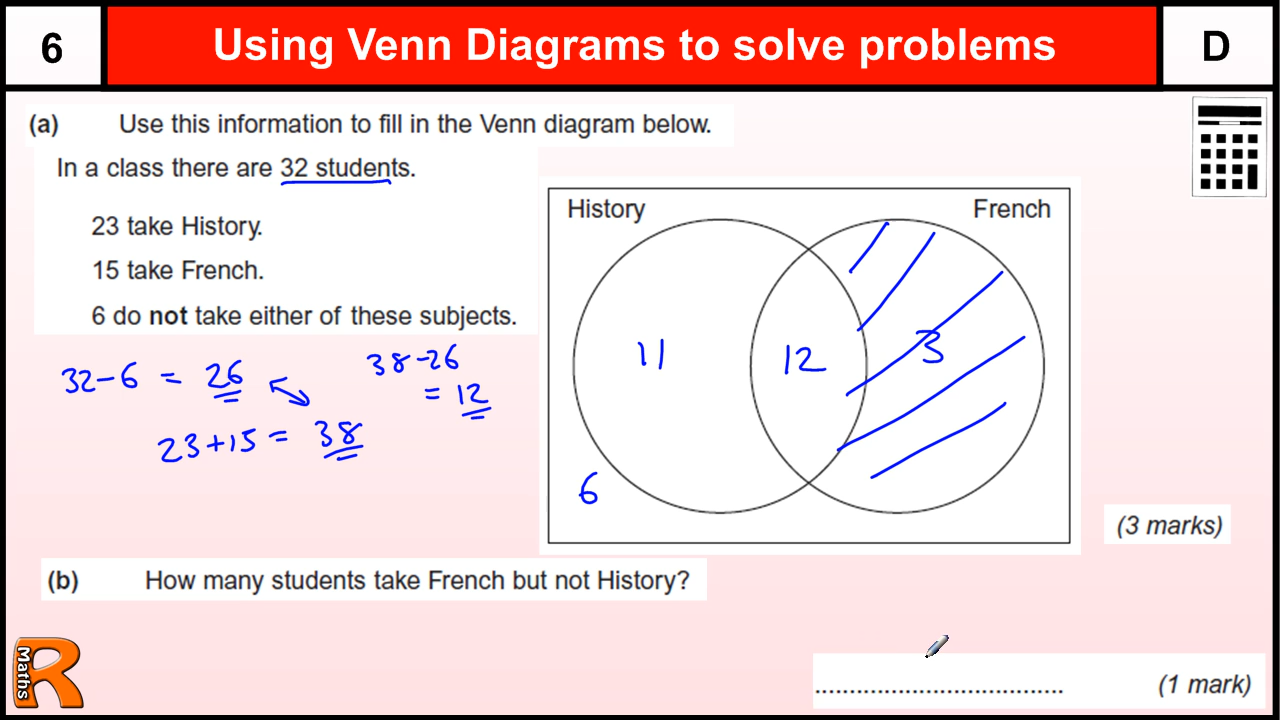 6
Using Venn Diagrams to solve problems
D
(a) Use this information to fill in the Venn diagram below.
In a class there are 32 students.
23 take History.
15 take French.
6 do not take either of these subjects.
32-6 = 26
38-26
= 12
23+15 = 38
History
French
11
12
3
6
(3 marks)
(b) How many students take French but not History?
..................................... (1 mark)
R
Maths